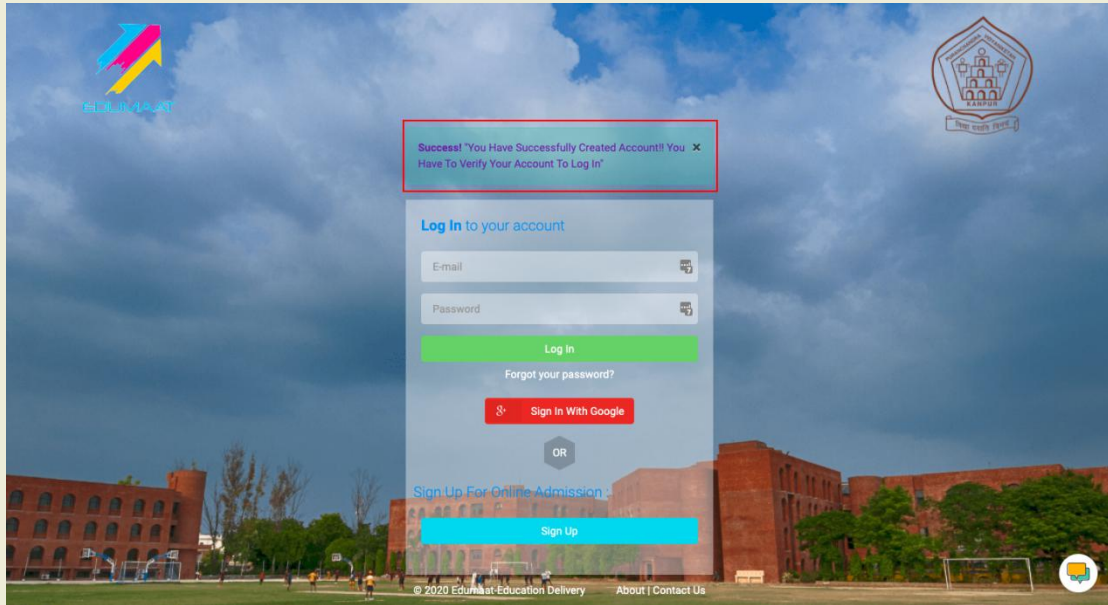 EDUMAAT
PURANCHANDRA VIDYANIKETAN
KANPUR
Success! "You Have Successfully Created Account!! You
Have To Verify Your Account To Log In"
Log In to your account
E-mail
Password
Log In
Forgot your password?
Sign In With Google
OR
Sign Up For Online Admission :
Sign Up
© 2020 Edumaat-Education Delivery
About | Contact Us